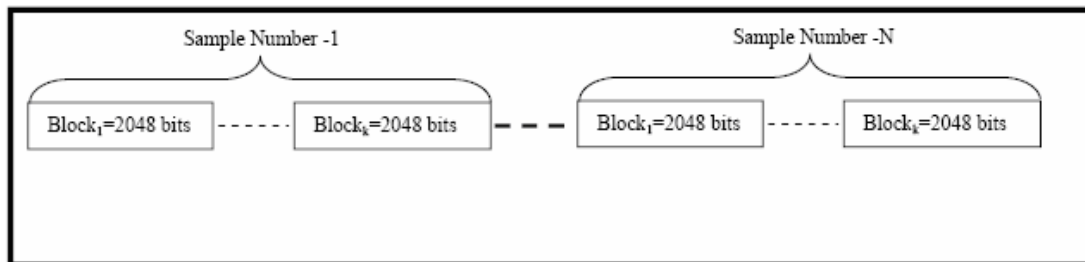 Sample Number -1
Sample Number -N
Block₁=2048 bits
Blockₖ=2048 bits
Block₁=2048 bits
Blockₖ=2048 bits